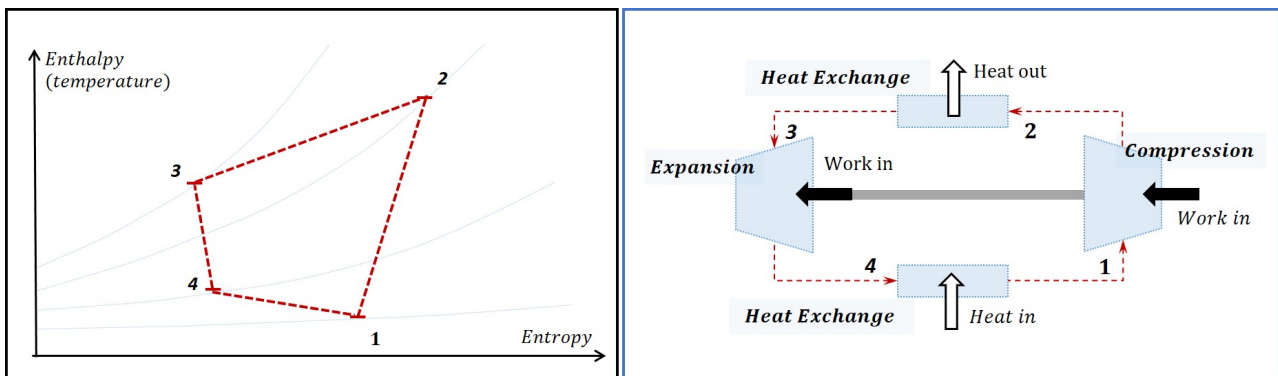 Enthalpy
(temperature)
2
3
4
1
Entropy
Heat Exchange
Heat out
3
2
Expansion
Work in
Compression
Work in
4
1
Heat Exchange
Heat in